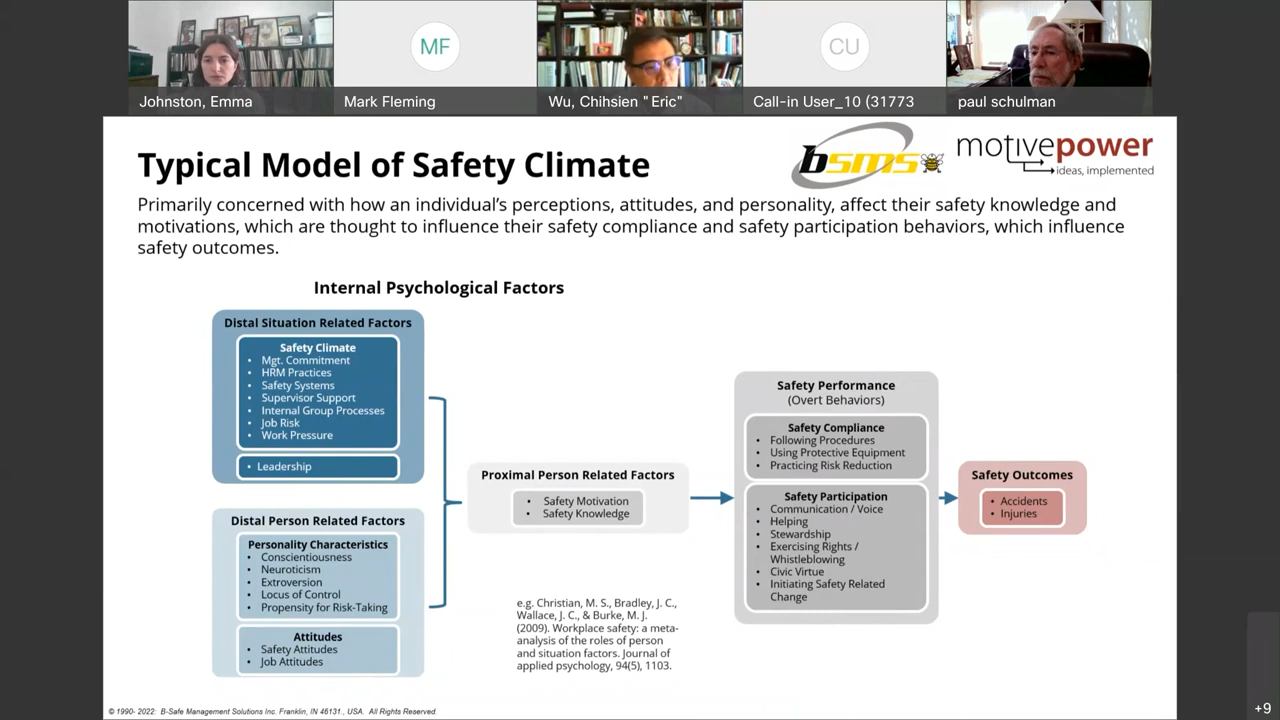 MF
CU
Johnston, Emma
Mark Fleming
Wu, Chihsien "Eric"
Call-in User_10 (31773
paul schulman
Typical Model of Safety Climate
bsms
motivepower
ideas, implemented
Primarily concerned with how an individual's perceptions, attitudes, and personality, affect their safety knowledge and
motivations, which are thought to influence their safety compliance and safety participation behaviors, which influence
safety outcomes.
Internal Psychological Factors
Distal Situation Related Factors
Safety Climate
• Mgt. Commitment
• HRM Practices
• Safety Systems
• Supervisor Support
• Internal Group Processes
• Job Risk
• Work Pressure
• Leadership
Distal Person Related Factors
Personality Characteristics
• Conscientiousness
• Neuroticism
• Extroversion
• Locus of Control
• Propensity for Risk-Taking
Attitudes
• Safety Attitudes
• Job Attitudes
Proximal Person Related Factors
• Safety Motivation
• Safety Knowledge
Safety Performance
(Overt Behaviors)
Safety Compliance
• Following Procedures
• Using Protective Equipment
• Practicing Risk Reduction
Safety Participation
• Communication / Voice
• Helping
• Stewardship
• Exercising Rights /
Whistleblowing
• Civic Virtue
• Initiating Safety Related
Change
Safety Outcomes
• Accidents
• Injuries
e.g. Christian, M. S., Bradley, J. C.,
Wallace, J. C., & Burke, M. J.
(2009). Workplace safety: a meta-
analysis of the roles of person
and situation factors. Journal of
applied psychology, 94(5), 1103.
© 1990- 2022: B-Safe Management Solutions Inc. Franklin, IN 46131., USA. All Rights Reserved.
+9